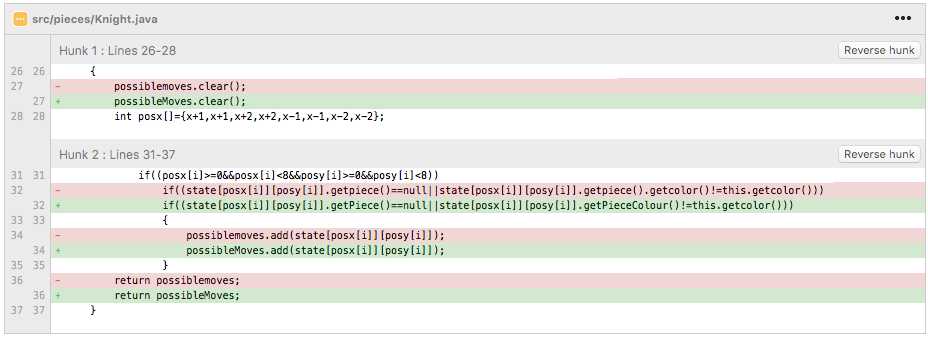 src/pieces/Knight.java
Hunk 1 : Lines 26-28
Reverse hunk
26 26 {
27 - possiblemoves.clear();
27 + possibleMoves.clear();
28 28 int posx[]={x+1,x+1,x+2,x+2,x-1,x-1,x-2,x-2};
Hunk 2 : Lines 31-37
Reverse hunk
31 31 if((posx[i]>=0&&posx[i]<8&&posy[i]>=0&&posy[i]<8))
32 - if((state[posx[i]][posy[i]].getpiece()==null||state[posx[i]][posy[i]].getpiece().getcolor()!=this.getcolor()))
32 + if((state[posx[i]][posy[i]].getPiece()==null||state[posx[i]][posy[i]].getPieceColour()!=this.getcolor()))
33 33 {
34 - possiblemoves.add(state[posx[i]][posy[i]]);
34 + possibleMoves.add(state[posx[i]][posy[i]]);
35 35 }
36 - return possiblemoves;
36 + return possibleMoves;
37 37 }